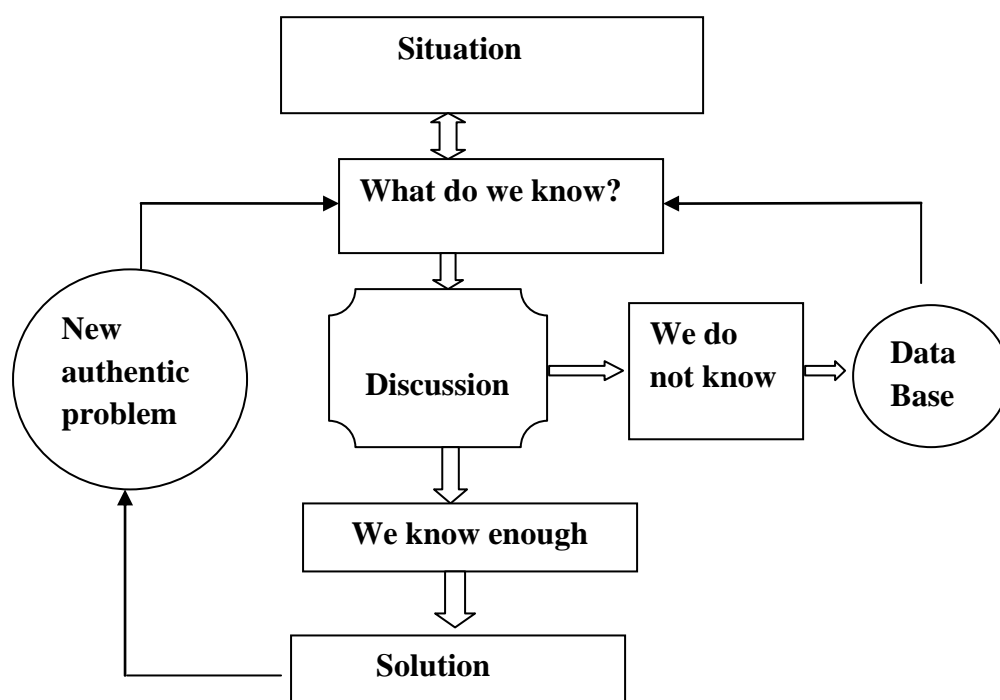 Situation
What do we know?
New
authentic
problem
Discussion
We do
not know
Data
Base
We know enough
Solution